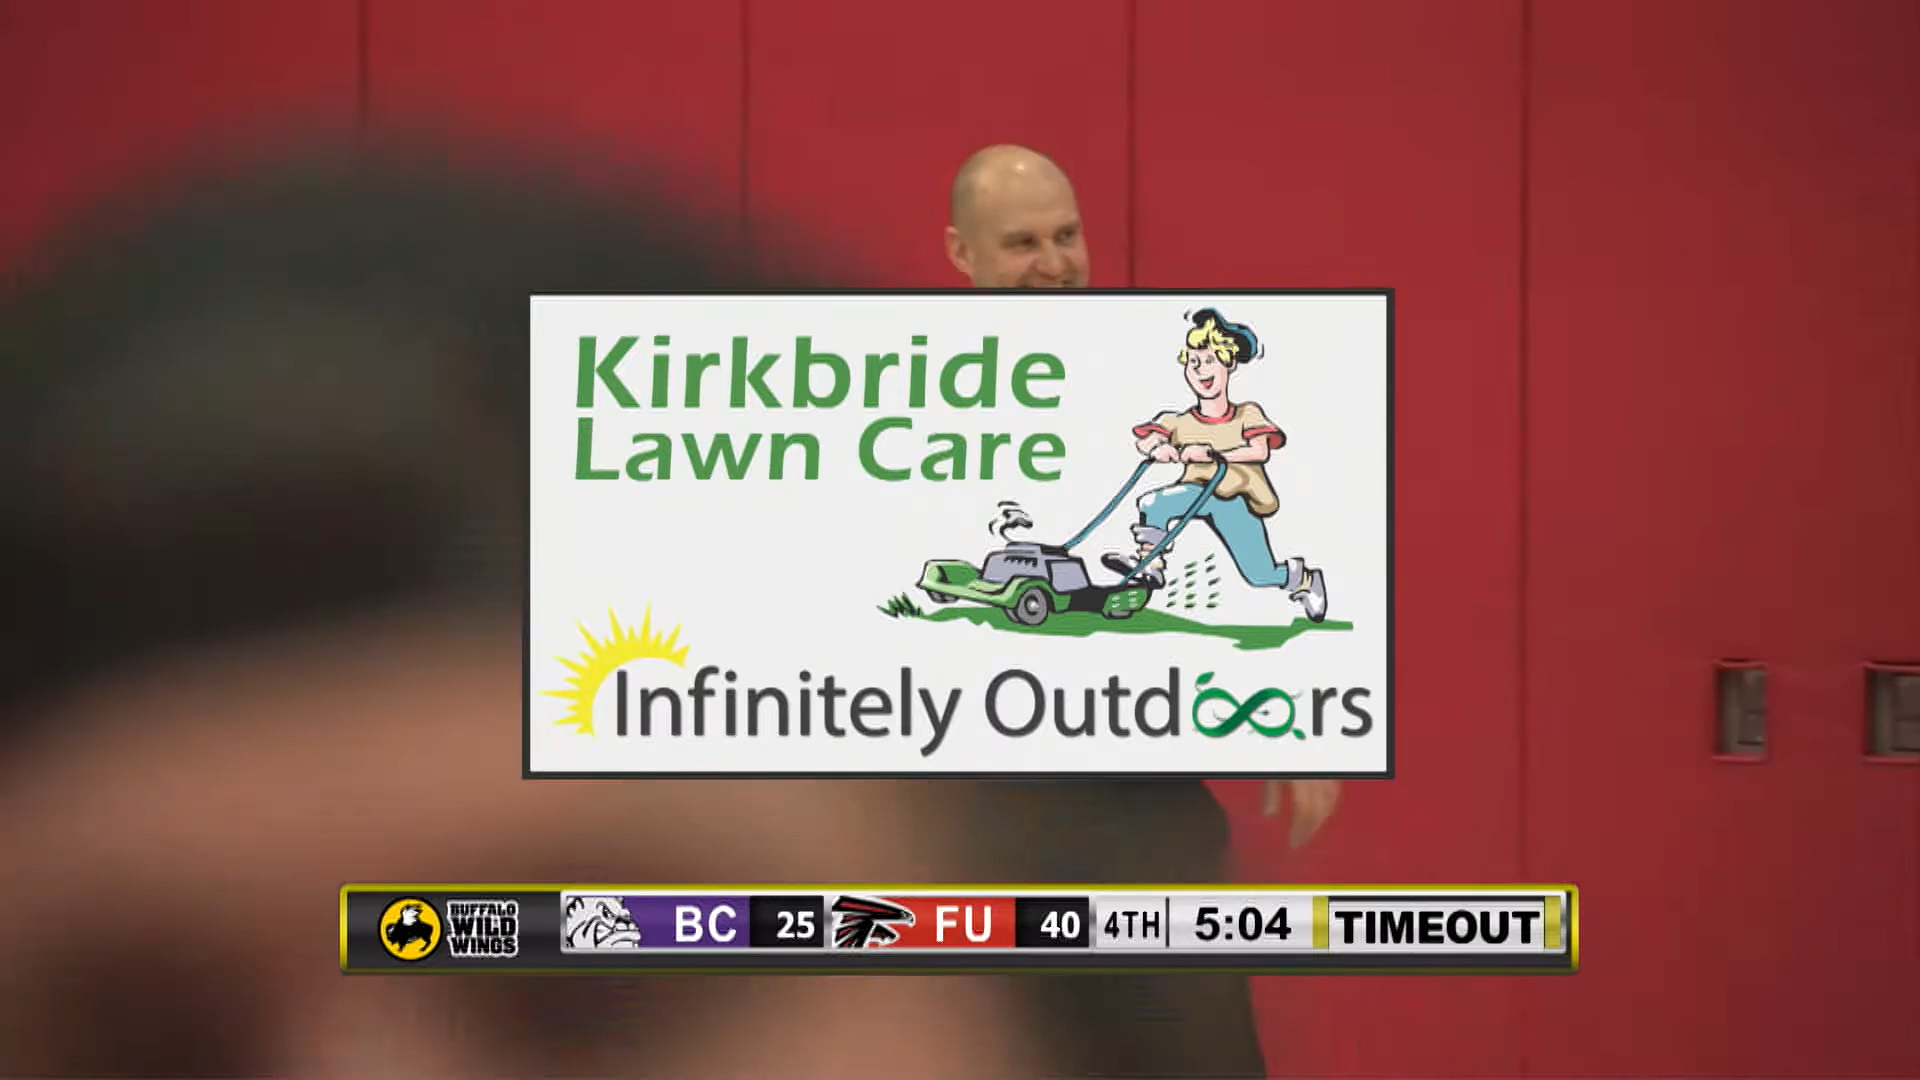 Kirkbride
Lawn Care
Infinitely Outdoors
BUFFALO
WILD
WINGS
BC 25 FU 40 4TH 5:04 TIMEOUT